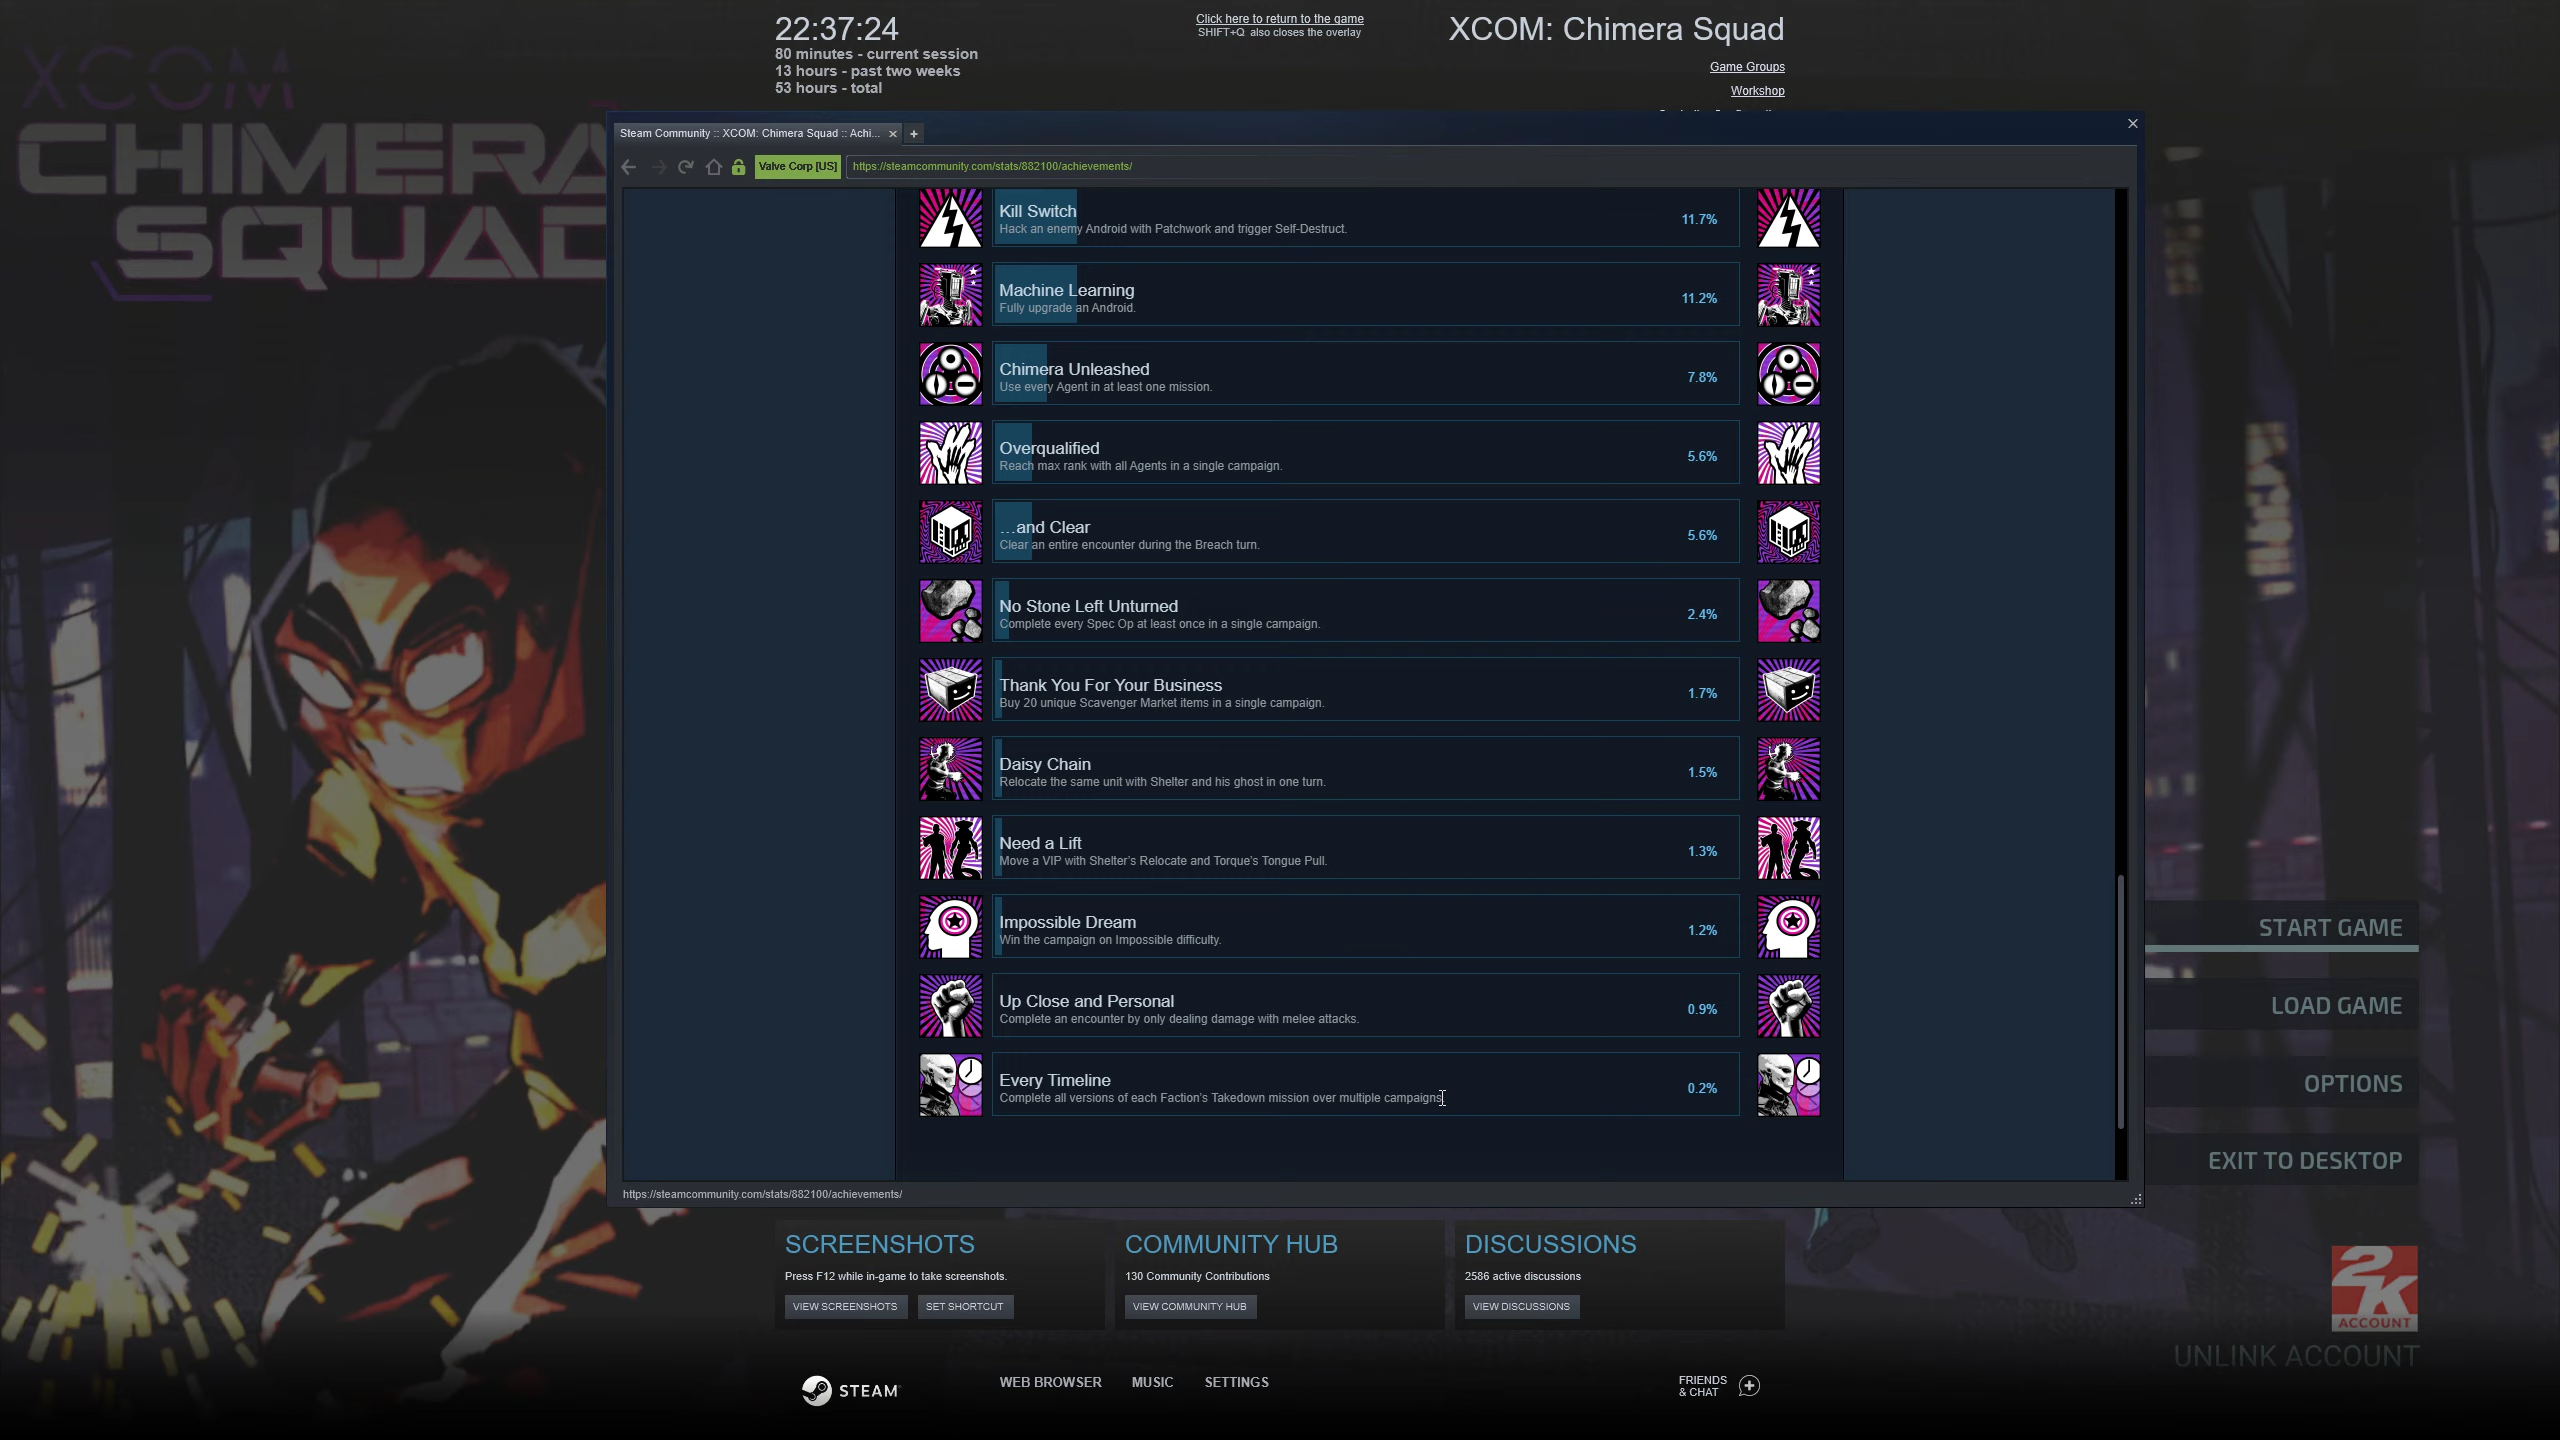 22:37:24
80 minutes - current session
13 hours - past two weeks
53 hours - total
Click here to return to the game
SHIFT+Q also closes the overlay
XCOM: Chimera Squad
Game Groups
Workshop
XCOM
CHIMERA
SQUAD
Steam Community :: XCOM: Chimera Squad :: Achi...
Valve Corp [US]
https://steamcommunity.com/stats/882100/achievements/
Kill Switch
Hack an enemy Android with Patchwork and trigger Self-Destruct.
11.7%
Machine Learning
Fully upgrade an Android.
11.2%
Chimera Unleashed
Use every Agent in at least one mission.
7.8%
Overqualified
Reach max rank with all Agents in a single campaign.
5.6%
...and Clear
Clear an entire encounter during the Breach turn.
5.6%
No Stone Left Unturned
Complete every Spec Op at least once in a single campaign.
2.4%
Thank You For Your Business
Buy 20 unique Scavenger Market items in a single campaign.
1.7%
Daisy Chain
Relocate the same unit with Shelter and his ghost in one turn.
1.5%
Need a Lift
Move a VIP with Shelter's Relocate and Torque's Tongue Pull.
1.3%
Impossible Dream
Win the campaign on Impossible difficulty.
1.2%
Up Close and Personal
Complete an encounter by only dealing damage with melee attacks.
0.9%
Every Timeline
Complete all versions of each Faction's Takedown mission over multiple campaigns
0.2%
https://steamcommunity.com/stats/882100/achievements/
START GAME
LOAD GAME
OPTIONS
EXIT TO DESKTOP
SCREENSHOTS
Press F12 while in-game to take screenshots.
VIEW SCREENSHOTS
SET SHORTCUT
COMMUNITY HUB
130 Community Contributions
VIEW COMMUNITY HUB
DISCUSSIONS
2586 active discussions
VIEW DISCUSSIONS
2K
ACCOUNT
UNLINK ACCOUNT
STEAM
WEB BROWSER
MUSIC
SETTINGS
FRIENDS
& CHAT